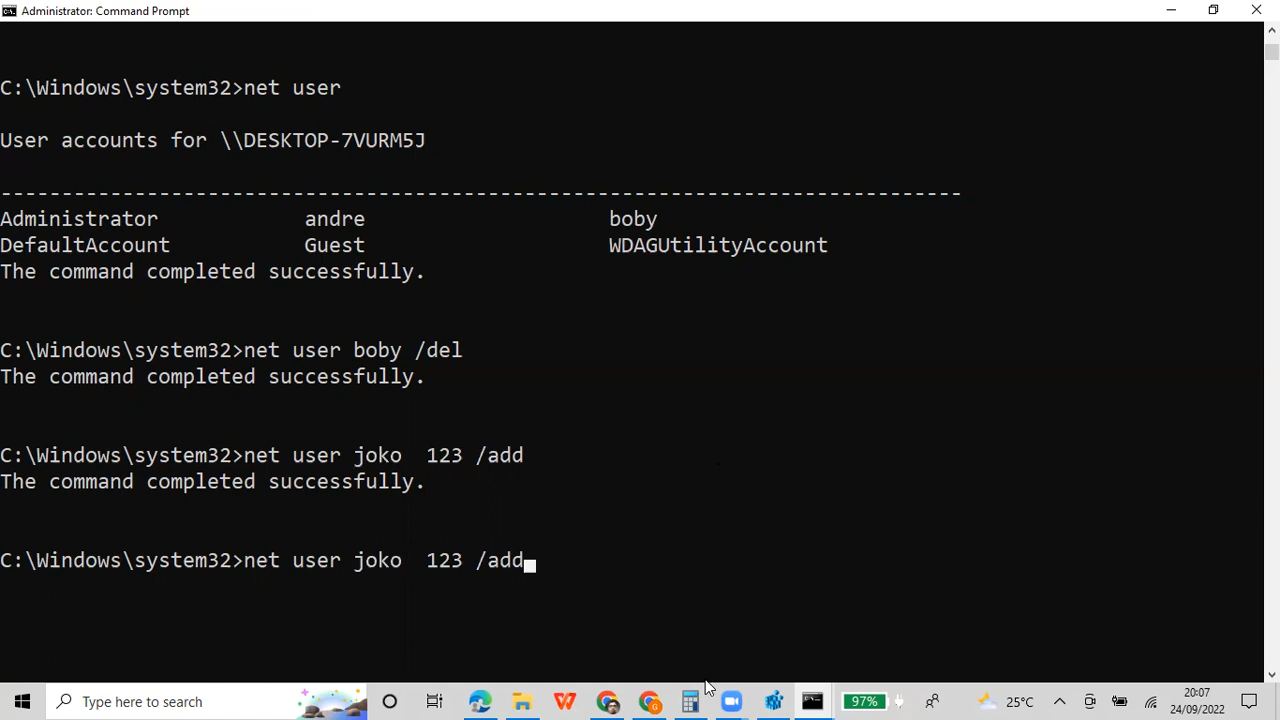 Administrator: Command Prompt
C:\Windows\system32>net user
User accounts for \\DESKTOP-7VURM5J
-------------------------------------------------------------------------------
Administrator            andre                    boby
DefaultAccount           Guest                    WDAGUtilityAccount
The command completed successfully.
C:\Windows\system32>net user boby /del
The command completed successfully.
C:\Windows\system32>net user joko  123 /add
The command completed successfully.
C:\Windows\system32>net user joko  123 /add
Type here to search
97%
25°C
20:07
24/09/2022